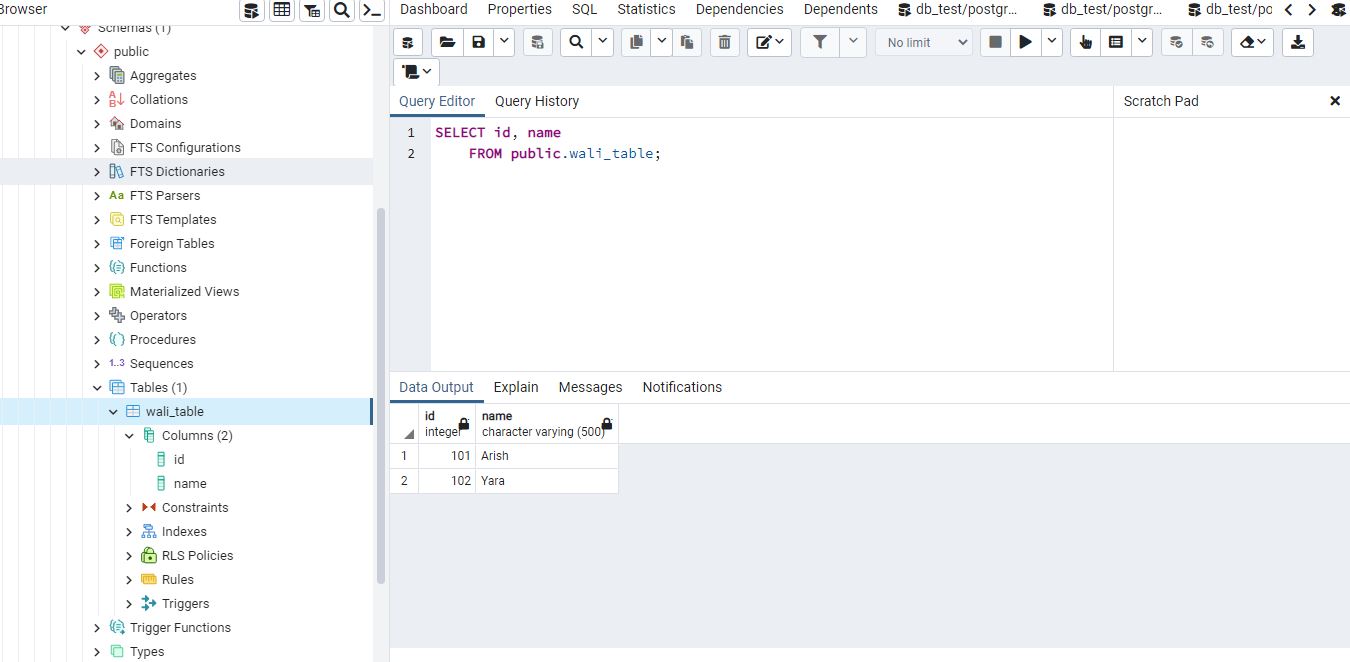 Browser
Schemas (1)
public
Aggregates
Collations
Domains
FTS Configurations
FTS Dictionaries
Aa FTS Parsers
FTS Templates
Foreign Tables
Functions
Materialized Views
Operators
Procedures
1..3 Sequences
Tables (1)
wali_table
Columns (2)
id
name
Constraints
Indexes
RLS Policies
Rules
Triggers
Trigger Functions
Types
Dashboard Properties SQL Statistics Dependencies Dependents db_test/postgr... db_test/postgr... db_test/po
No limit
Query Editor Query History
Scratch Pad
1 SELECT id, name
2 FROM public.wali_table;
Data Output Explain Messages Notifications
id name
integer character varying (500)
1 101 Arish
2 102 Yara